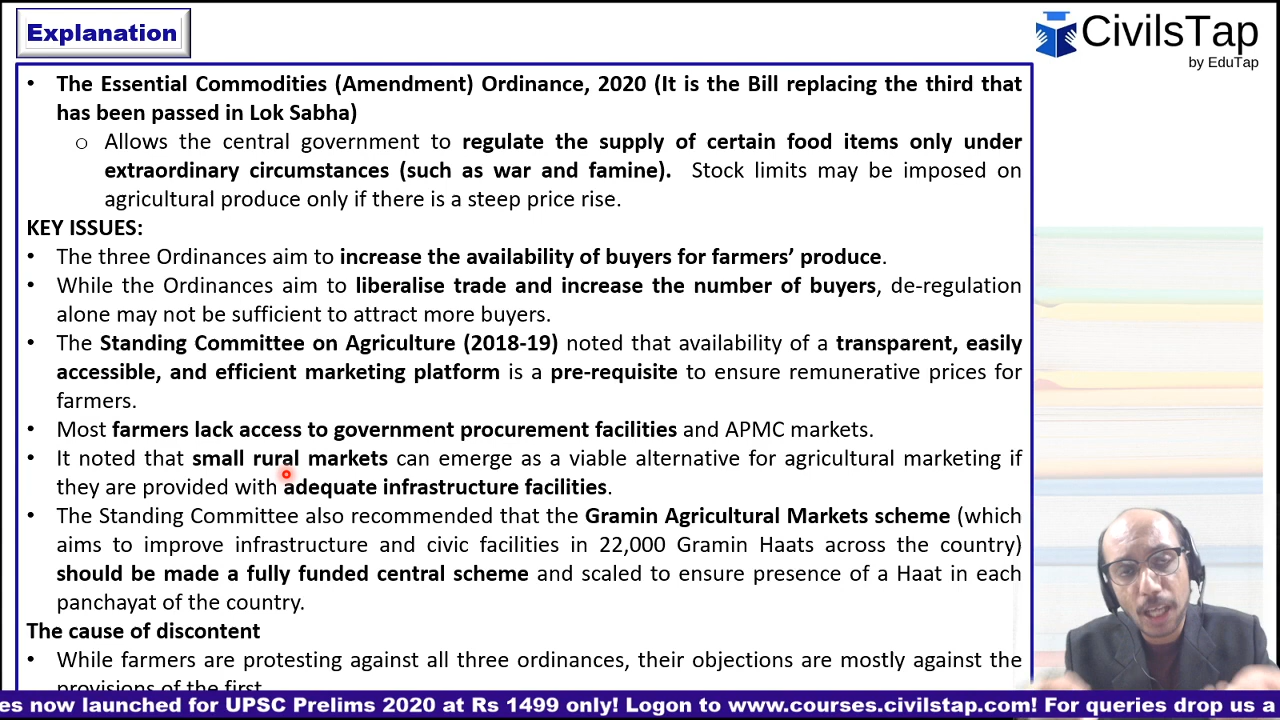 Explanation
CivilsTap
by EduTap
• The Essential Commodities (Amendment) Ordinance, 2020 (It is the Bill replacing the third that
has been passed in Lok Sabha)
o Allows the central government to regulate the supply of certain food items only under
extraordinary circumstances (such as war and famine). Stock limits may be imposed on
agricultural produce only if there is a steep price rise.
KEY ISSUES:
• The three Ordinances aim to increase the availability of buyers for farmers’ produce.
• While the Ordinances aim to liberalise trade and increase the number of buyers, de-regulation
alone may not be sufficient to attract more buyers.
• The Standing Committee on Agriculture (2018-19) noted that availability of a transparent, easily
accessible, and efficient marketing platform is a pre-requisite to ensure remunerative prices for
farmers.
• Most farmers lack access to government procurement facilities and APMC markets.
• It noted that small rural markets can emerge as a viable alternative for agricultural marketing if
they are provided with adequate infrastructure facilities.
• The Standing Committee also recommended that the Gramin Agricultural Markets scheme (which
aims to improve infrastructure and civic facilities in 22,000 Gramin Haats across the country)
should be made a fully funded central scheme and scaled to ensure presence of a Haat in each
panchayat of the country.
The cause of discontent
• While farmers are protesting against all three ordinances, their objections are mostly against the
provisions of the first.
es now launched for UPSC Prelims 2020 at Rs 1499 only! Logon to www.courses.civilstap.com! For queries drop us a